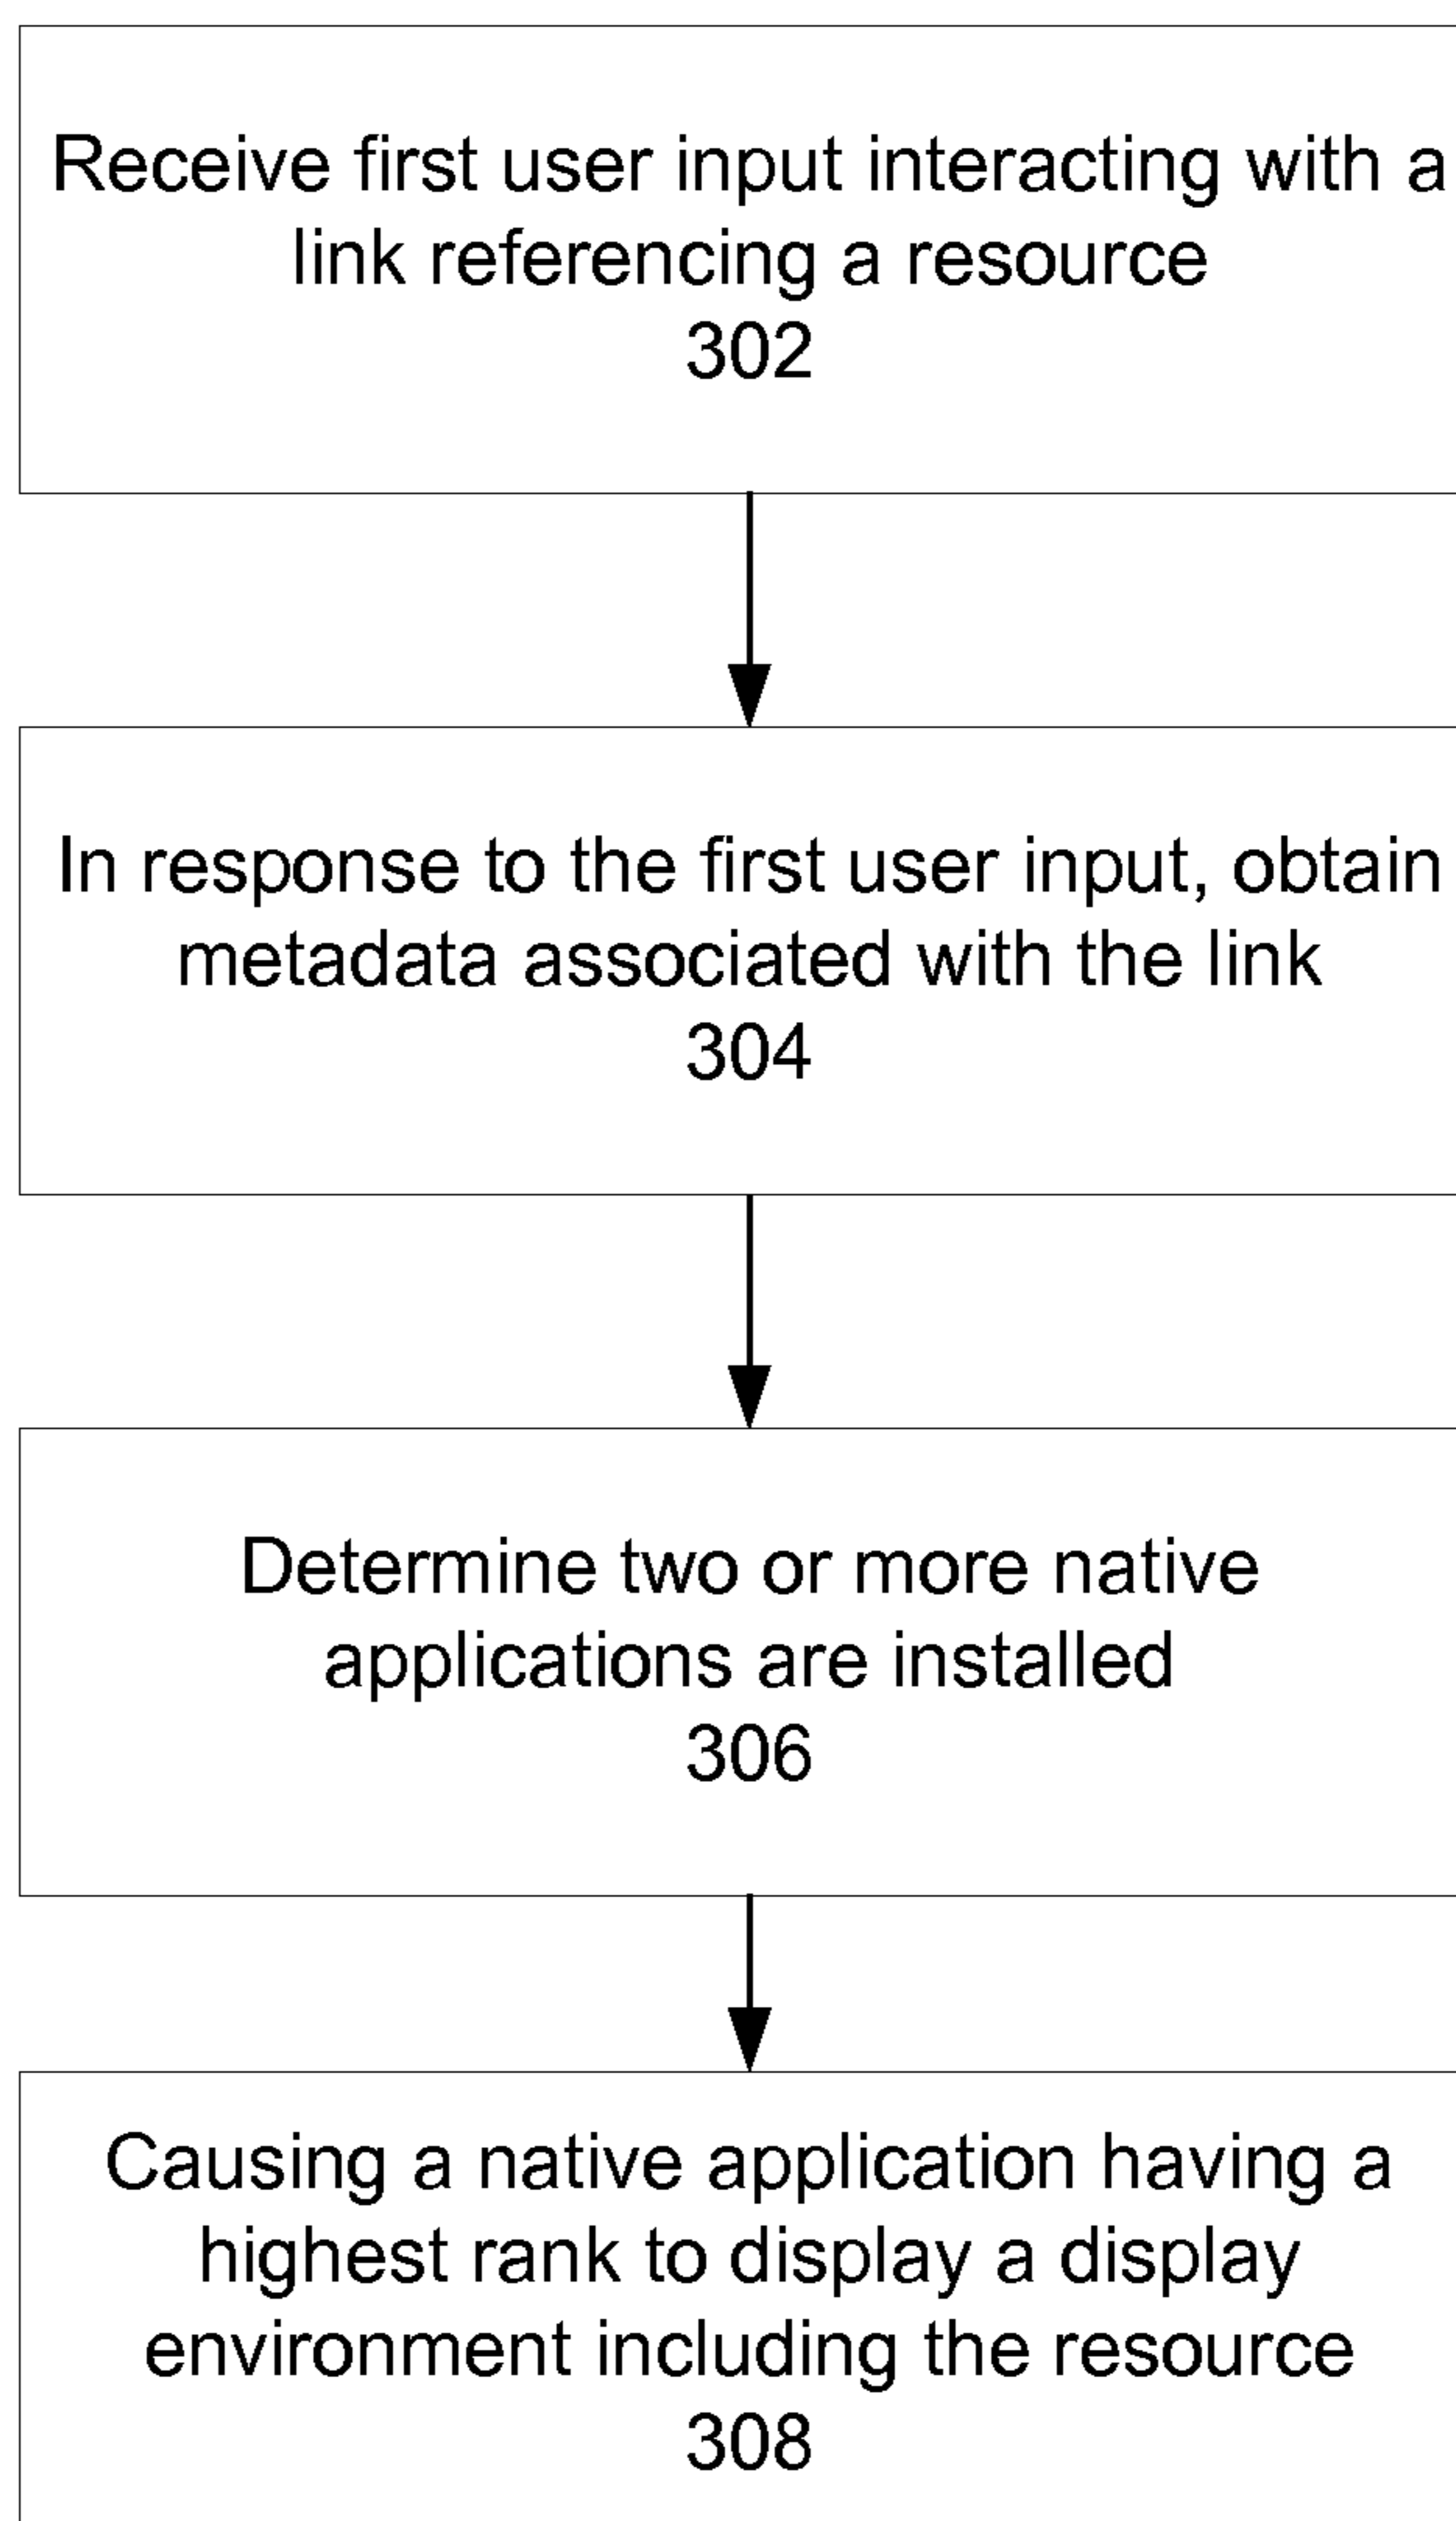 Receive first user input interacting with a
link referencing a resource
302
In response to the first user input, obtain
metadata associated with the link
304
Determine two or more native
applications are installed
306
Causing a native application having a
highest rank to display a display
environment including the resource
308